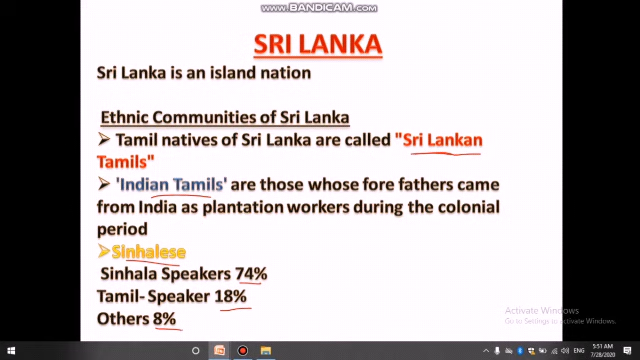 WWW.BANDICAM.COM
SRI LANKA
Sri Lanka is an island nation
Ethnic Communities of Sri Lanka
➢ Tamil natives of Sri Lanka are called "Sri Lankan
Tamils"
➢ 'Indian Tamils' are those whose fore fathers came
from India as plantation workers during the colonial
period
➢Sinhalese
Sinhala Speakers 74%
Tamil- Speaker 18%
Others 8%
Activate Windows
Go to Settings to activate Windows.
ENG
5:51 AM
7/28/2020